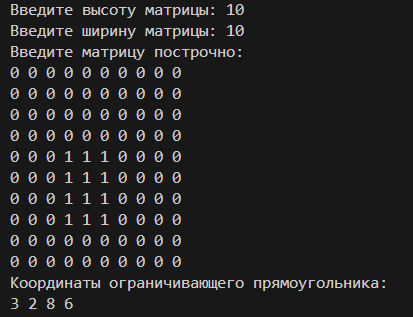 Введите высоту матрицы: 10
Введите ширину матрицы: 10
Введите матрицу построчно:
0 0 0 0 0 0 0 0 0 0
0 0 0 0 0 0 0 0 0 0
0 0 0 0 0 0 0 0 0 0
0 0 0 0 0 0 0 0 0 0
0 0 0 1 1 1 0 0 0 0
0 0 0 1 1 1 0 0 0 0
0 0 0 1 1 1 0 0 0 0
0 0 0 1 1 1 0 0 0 0
0 0 0 0 0 0 0 0 0 0
0 0 0 0 0 0 0 0 0 0
Координаты ограничивающего прямоугольника:
3 2 8 6